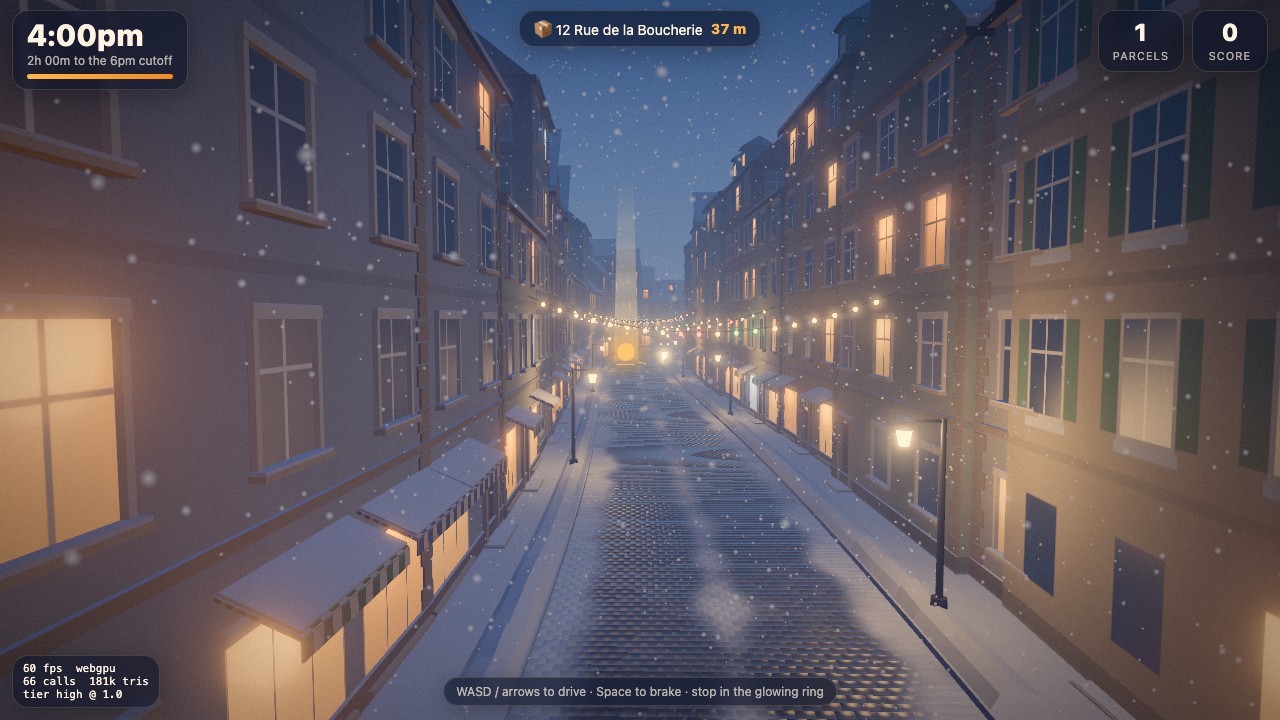 4:00pm
2h 00m to the 6pm cutoff
📦 12 Rue de la Boucherie 37 m
1
PARCELS
0
SCORE
60 fps webgpu
66 calls 181k tris
tier high @ 1.0
WASD / arrows to drive · Space to brake · stop in the glowing ring